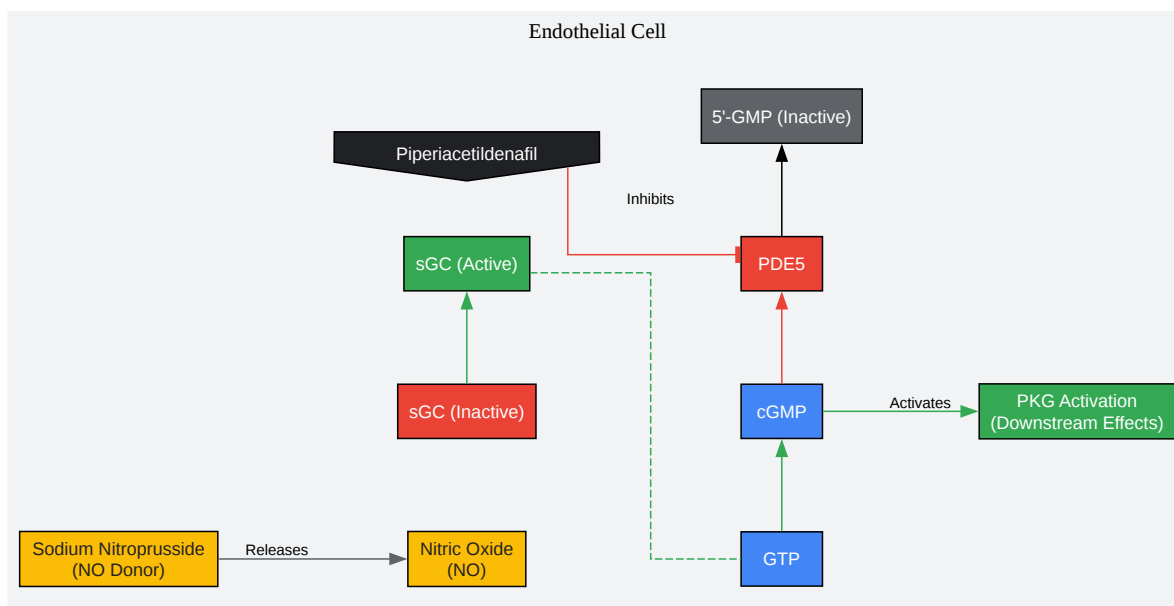 Endothelial Cell
5'-GMP (Inactive)
Piperiacetildenafil
Inhibits
sGC (Active)
PDE5
sGC (Inactive)
cGMP
Activates
PKG Activation
(Downstream Effects)
Sodium Nitroprusside
(NO Donor)
Releases
Nitric Oxide
(NO)
GTP